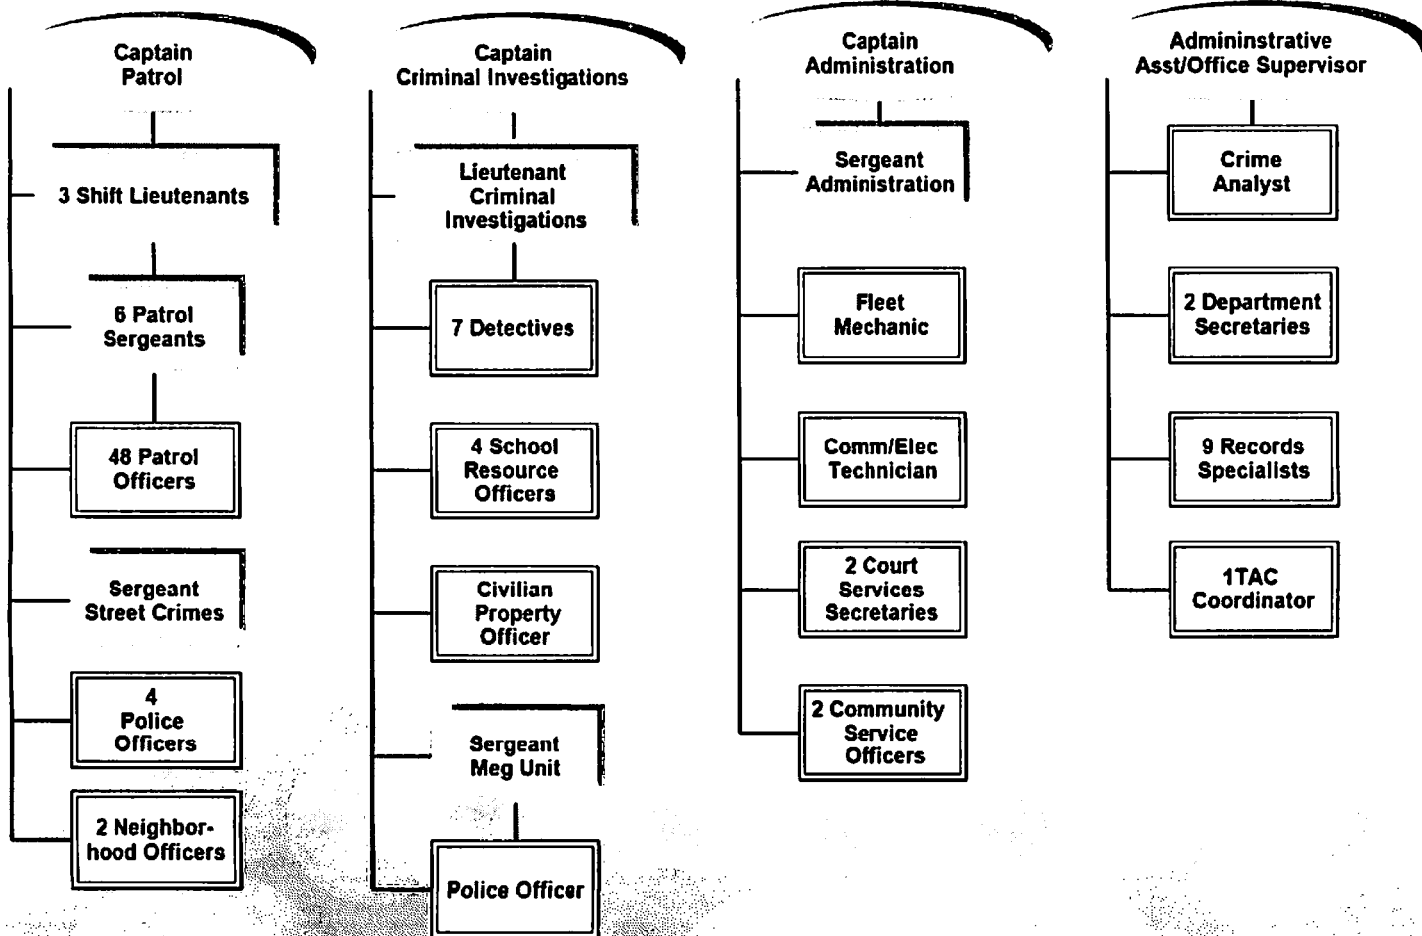 Captain
Patrol
3 Shift Lieutenants
6 Patrol
Sergeants
48 Patrol
Officers
Sergeant
Street Crimes
4
Police
Officers
2 Neighbor-
hood Officers
Captain
Criminal Investigations
Lieutenant
Criminal
Investigations
7 Detectives
4 School
Resource
Officers
Civilian
Property
Officer
Sergeant
Meg Unit
Police Officer
Captain
Administration
Sergeant
Administration
Fleet
Mechanic
Comm/Elec
Technician
2 Court
Services
Secretaries
2 Community
Service
Officers
Admininstrative
Asst/Office Supervisor
Crime
Analyst
2 Department
Secretaries
9 Records
Specialists
1TAC
Coordinator